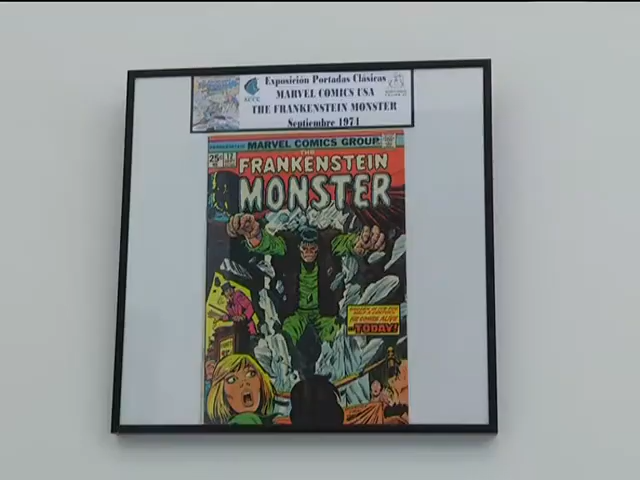 Exposición Portadas Clásicas
MARVEL COMICS USA
THE FRANKENSTEIN MONSTER
Septiembre 1974
MARVEL COMICS GROUP
25¢
12
THE
FRANKENSTEIN
MONSTER
TODAY!